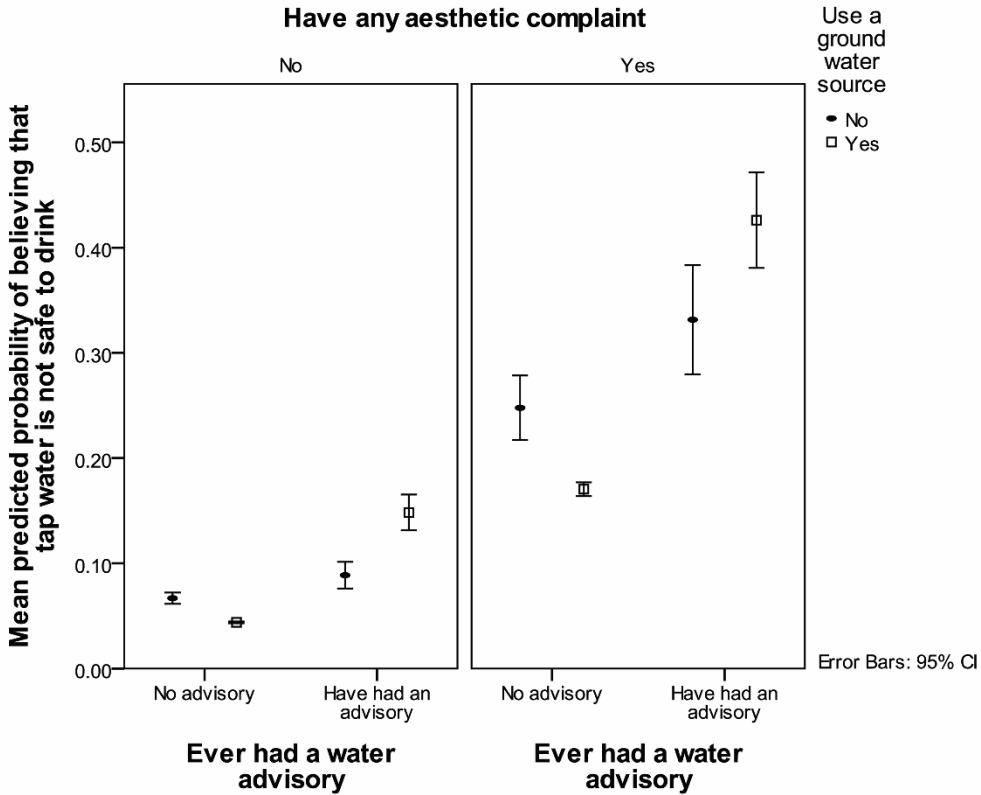 Have any aesthetic complaint
No
Yes
Use a
ground
water
source
No
Yes
Mean predicted probability of believing that
tap water is not safe to drink
0.50
0.40
0.30
0.20
0.10
0.00
No advisory
Have had an
advisory
No advisory
Have had an
advisory
Ever had a water
advisory
Ever had a water
advisory
Error Bars: 95% CI